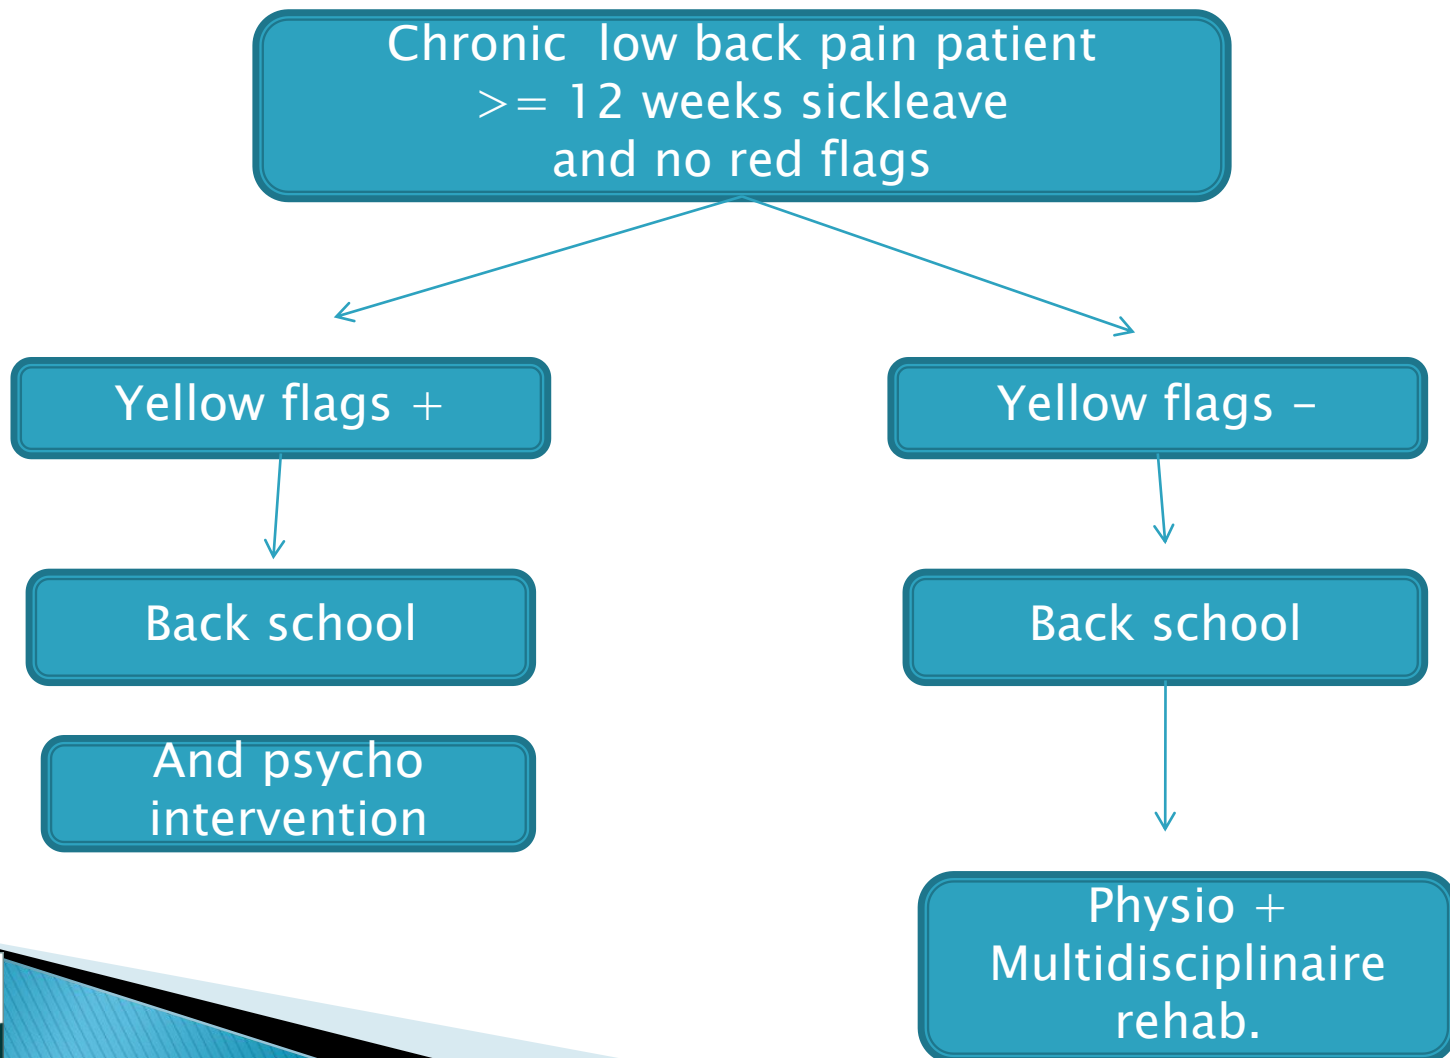 Chronic  low back pain patient
>= 12 weeks sickleave
and no red flags
Yellow flags +
Yellow flags –
Back school
Back school
And psycho
intervention
Physio +
Multidisciplinaire
rehab.